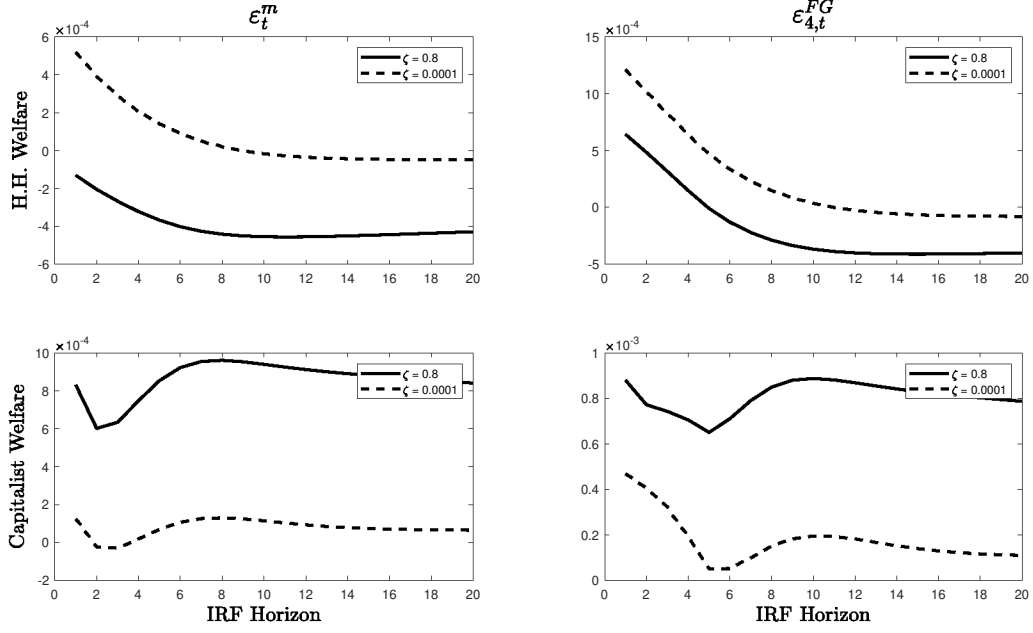 ε_t^m
×10^-4
6
4
2
0
-2
-4
-6
0 2 4 6 8 10 12 14 16 18 20
ζ = 0.8
ζ = 0.0001
H.H. Welfare
ε_{4,t}^{FG}
×10^-4
15
10
5
0
-5
0 2 4 6 8 10 12 14 16 18 20
ζ = 0.8
ζ = 0.0001
×10^-4
10
8
6
4
2
0
-2
0 2 4 6 8 10 12 14 16 18 20
ζ = 0.8
ζ = 0.0001
Capitalist Welfare
IRF Horizon
×10^-3
1
0.8
0.6
0.4
0.2
0
0 2 4 6 8 10 12 14 16 18 20
ζ = 0.8
ζ = 0.0001
IRF Horizon